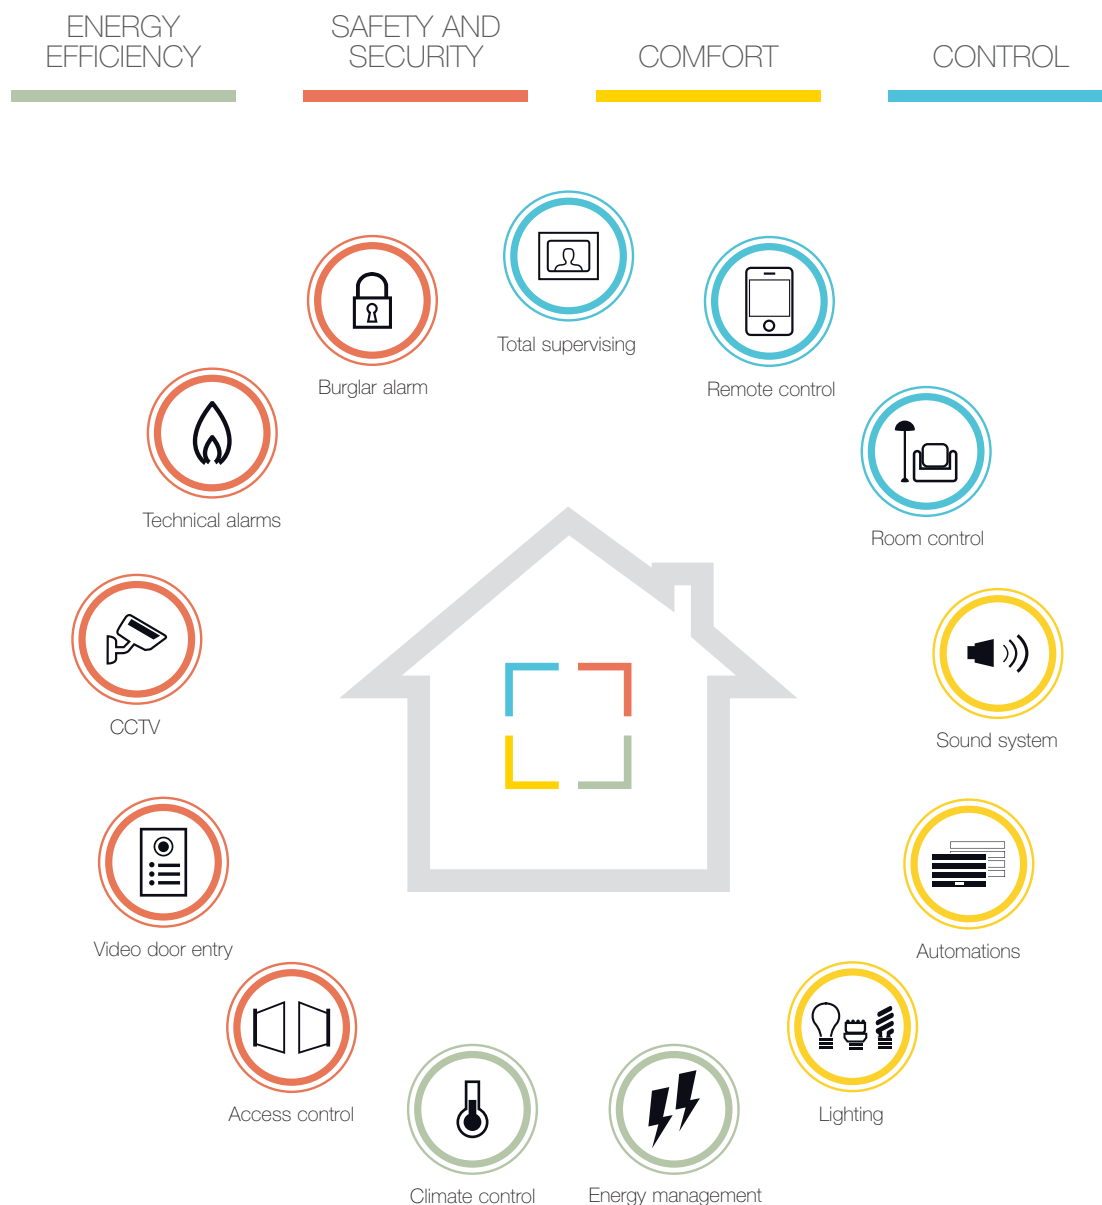 ENERGY
EFFICIENCY
SAFETY AND
SECURITY
COMFORT
CONTROL
Total supervising
Burglar alarm
Remote control
Technical alarms
Room control
CCTV
Sound system
Video door entry
Automations
Access control
Lighting
Climate control
Energy management